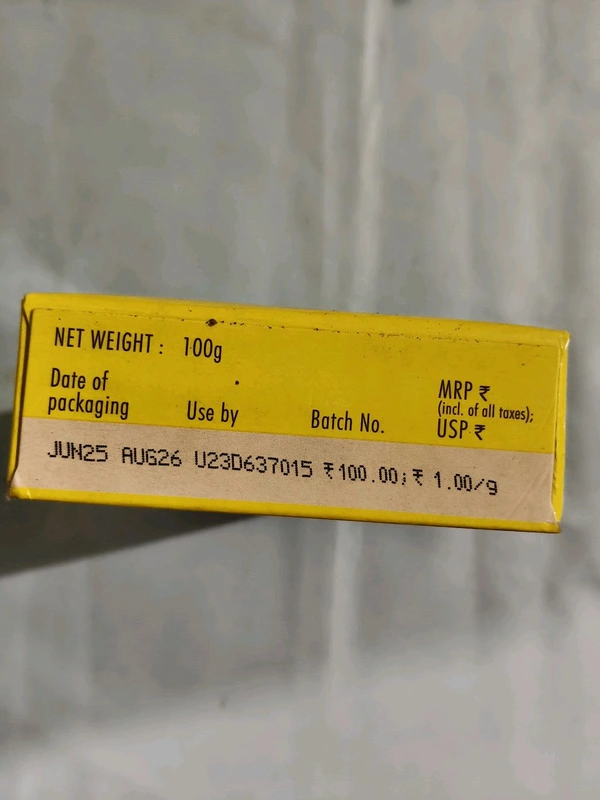 NET WEIGHT : 100g
Date of
packaging
Use by
Batch No.
MRP ₹
(incl. of all taxes);
USP ₹
JUN25 AUG26 U23D637015 ₹100.00; ₹ 1.00/g